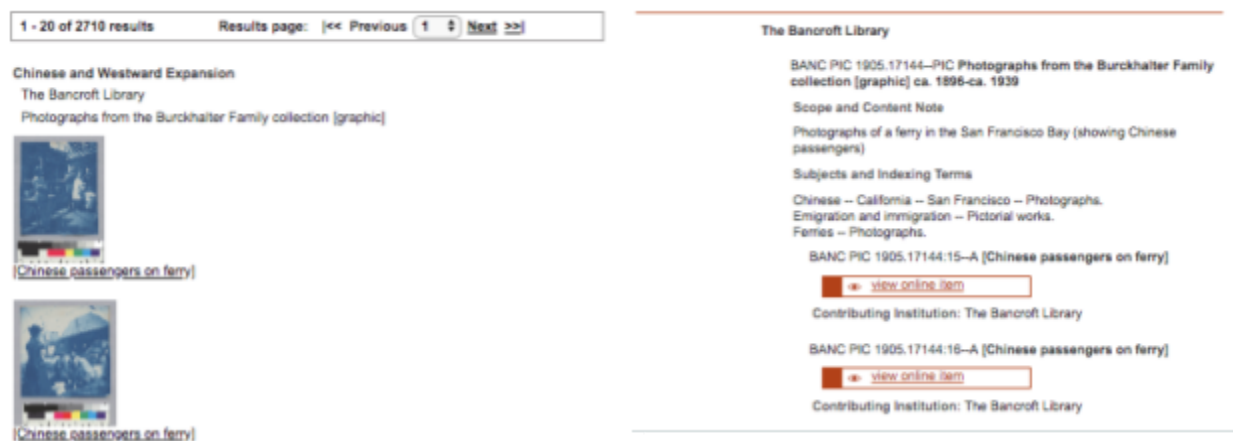 1 - 20 of 2710 results Results page: |<< Previous 1 Next >>|
Chinese and Westward Expansion
The Bancroft Library
Photographs from the Burckhalter Family collection [graphic]
[Chinese passengers on ferry]
[Chinese passengers on ferry]
The Bancroft Library
BANC PIC 1905.17144--PIC Photographs from the Burckhalter Family
collection [graphic] ca. 1896-ca. 1939
Scope and Content Note
Photographs of a ferry in the San Francisco Bay (showing Chinese
passengers)
Subjects and Indexing Terms
Chinese -- California -- San Francisco -- Photographs.
Emigration and immigration -- Pictorial works.
Ferries -- Photographs.
BANC PIC 1905.17144:15--A [Chinese passengers on ferry]
view online item
Contributing Institution: The Bancroft Library
BANC PIC 1905.17144:16--A [Chinese passengers on ferry]
view online item
Contributing Institution: The Bancroft Library